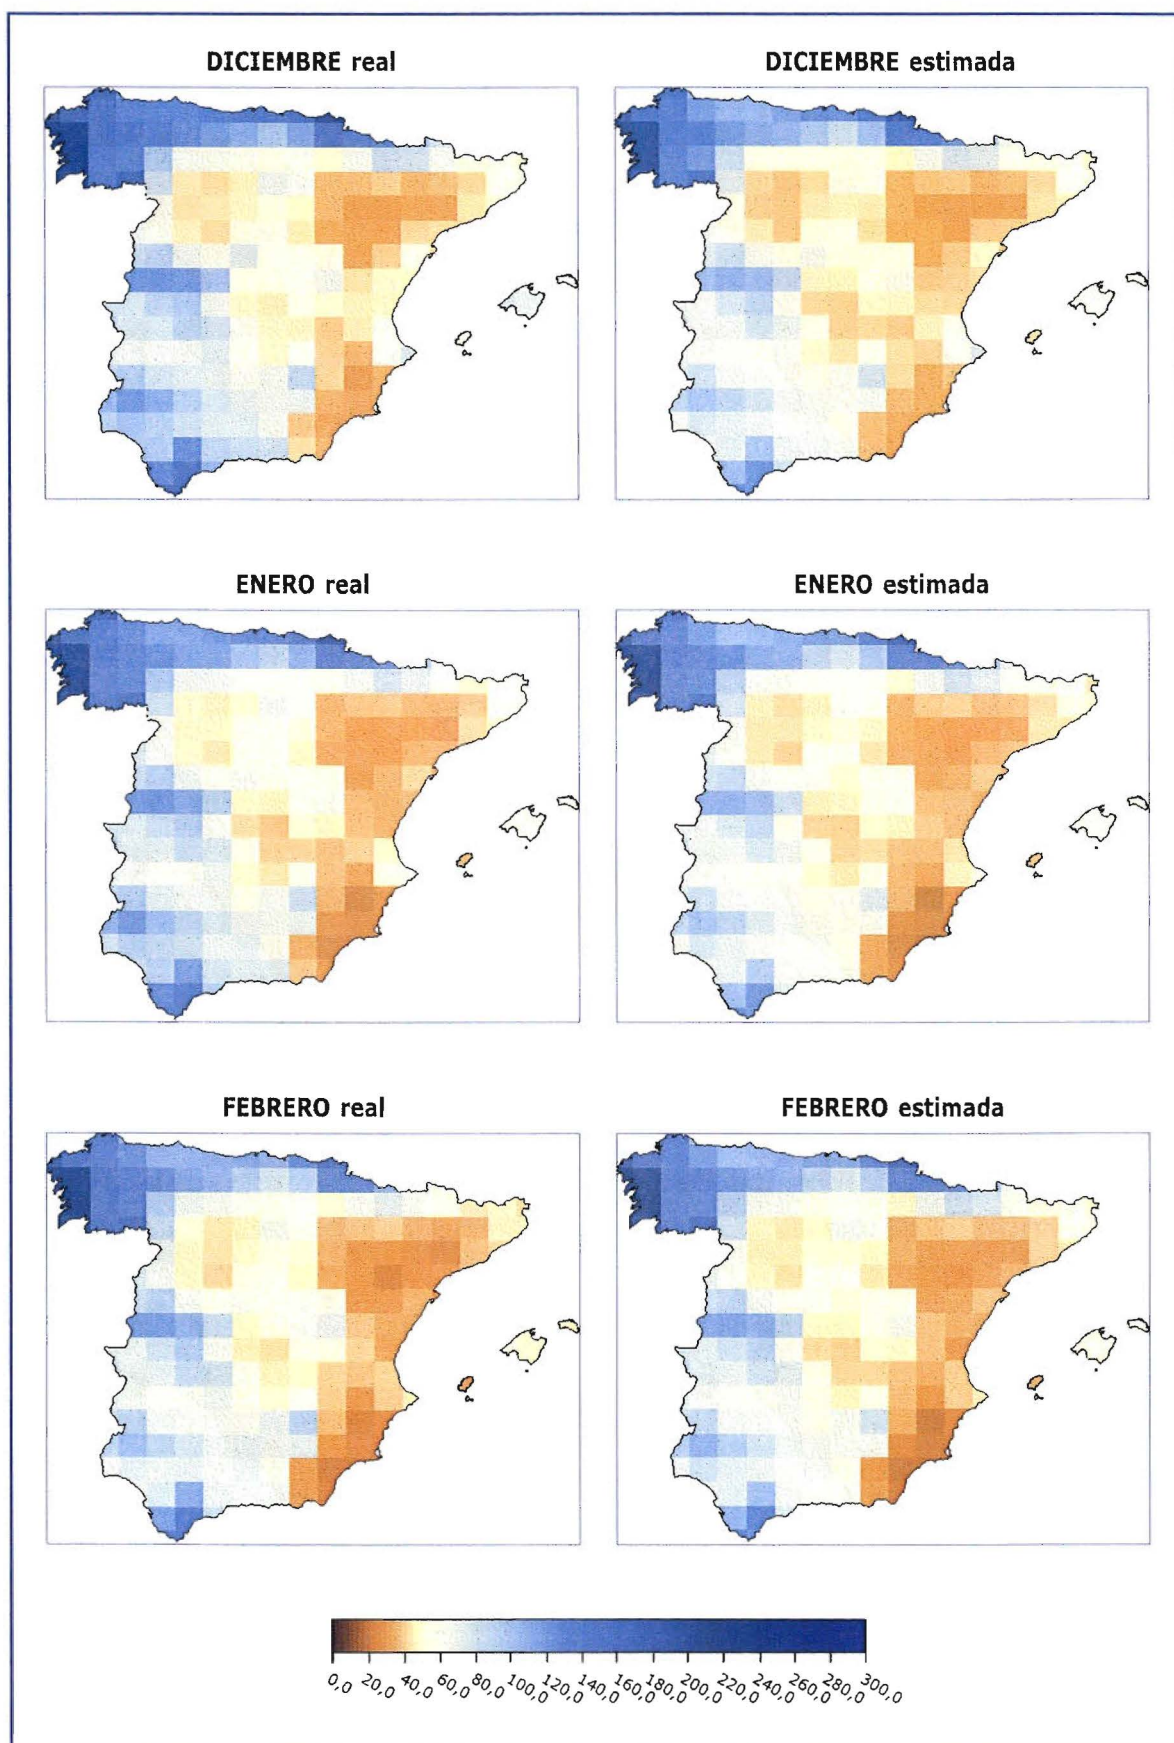 DICIEMBRE real
DICIEMBRE estimada
ENERO real
ENERO estimada
FEBRERO real
FEBRERO estimada
0,0 20,0 40,0 60,0 80,0 100,0 120,0 140,0 160,0 180,0 200,0 220,0 240,0 260,0 280,0 300,0